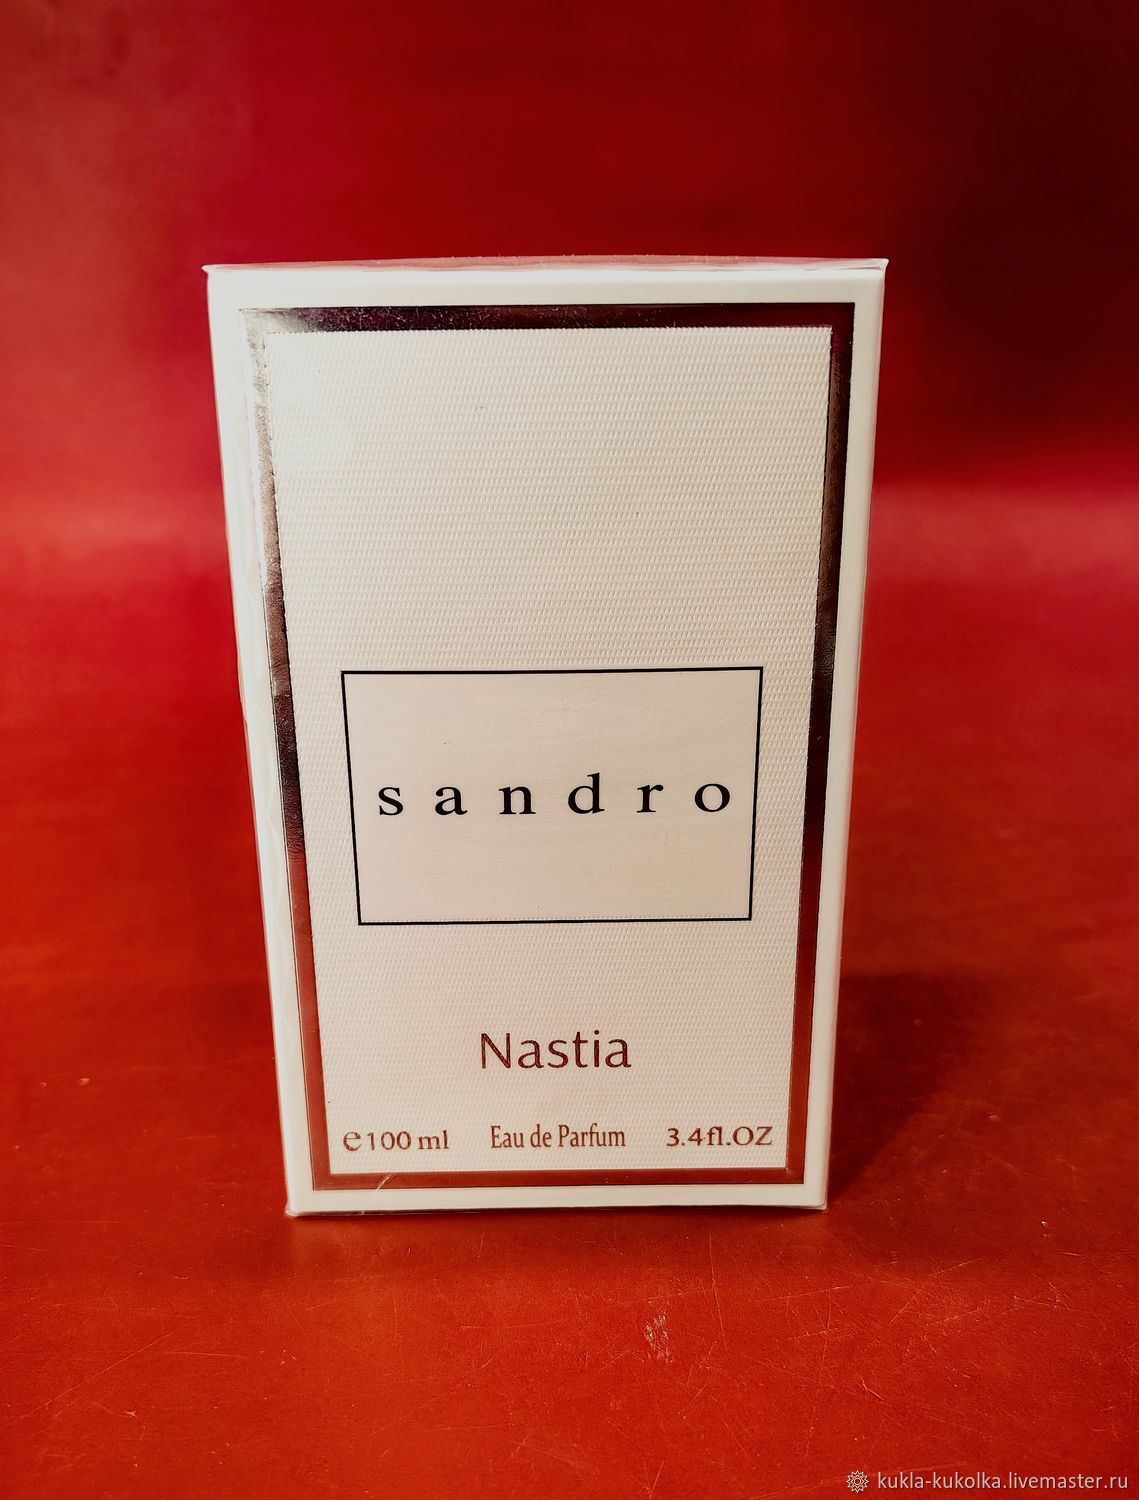 sandro
Nastia
℮100 ml Eau de Parfum 3.4fl.OZ
kukla-kukolka.livemaster.ru